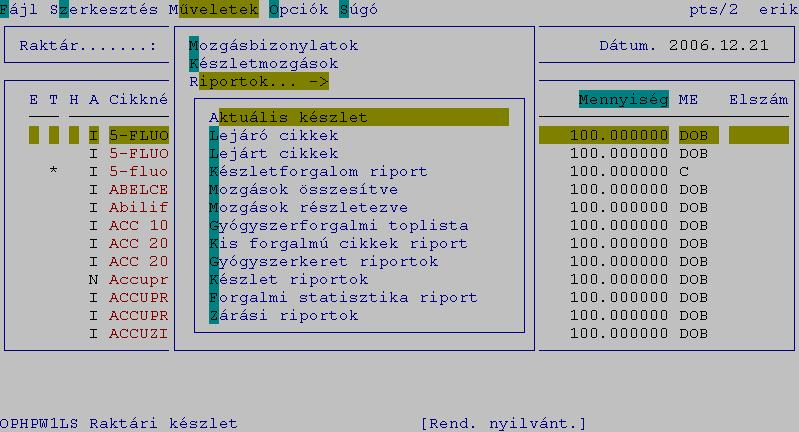 Fájl Szerkesztés Műveletek Opciók Súgó pts/2 erik
Raktár.......: Mozgásbizonylatok Dátum. 2006.12.21
Készletmozgások
Riportok... ->
E T H A Cikkné Mennyiség ME Elszám
Aktuális készlet
I 5-FLUO Lejáró cikkek 100.000000 DOB
I 5-FLUO Lejárt cikkek 100.000000 DOB
* I 5-fluo Készletforgalom riport 100.000000 C
I ABELCE Mozgások összesítve 100.000000 DOB
I Abilif Mozgások részletezve 100.000000 DOB
I ACC 10 Gyógyszerforgalmi toplista 100.000000 DOB
I ACC 20 Kis forgalmú cikkek riport 100.000000 DOB
I ACC 20 Gyógyszerkeret riportok 100.000000 DOB
N Accupr Készlet riportok 100.000000 DOB
I ACCUPR Forgalmi statisztika riport 100.000000 DOB
I ACCUPR Zárási riportok 100.000000 DOB
I ACCUZI 100.000000 DOB
OPHPW1LS Raktári készlet [Rend. nyilvánt.]